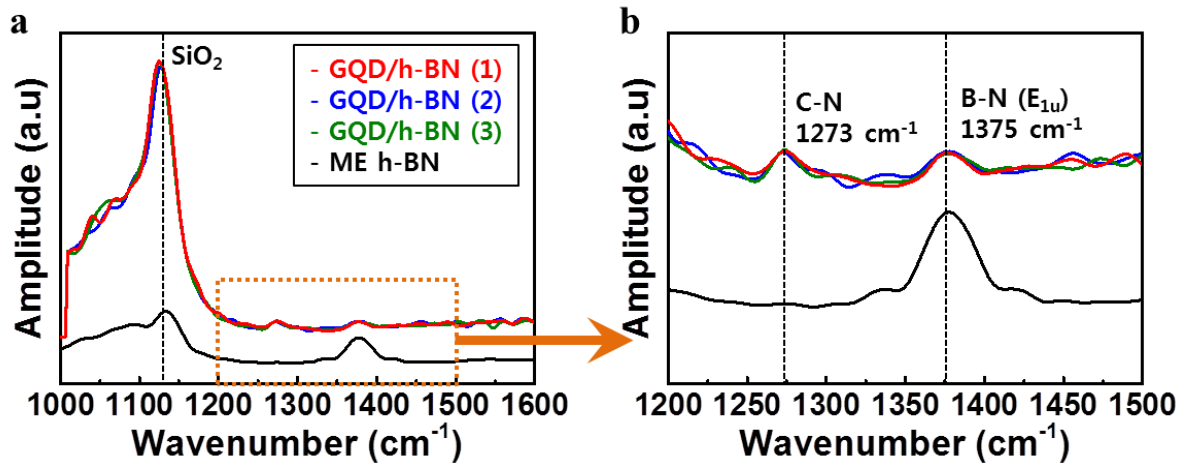 a
SiO₂
- GQD/h-BN (1)
- GQD/h-BN (2)
- GQD/h-BN (3)
- ME h-BN
Amplitude (a.u)
1000 1100 1200 1300 1400 1500 1600
Wavenumber (cm⁻¹)
b
C-N
1273 cm⁻¹
B-N (E₁ᵤ)
1375 cm⁻¹
Amplitude (a.u)
1200 1250 1300 1350 1400 1450 1500
Wavenumber (cm⁻¹)